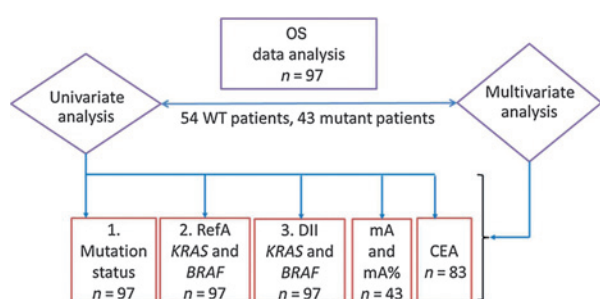 OS
data analysis
n = 97
Univariate
analysis
Multivariate
analysis
54 WT patients, 43 mutant patients
1.
Mutation
status
n = 97
2. RefA
KRAS and
BRAF
n = 97
3. DII
KRAS and
BRAF
n = 97
mA
and
mA%
n = 43
CEA
n = 83